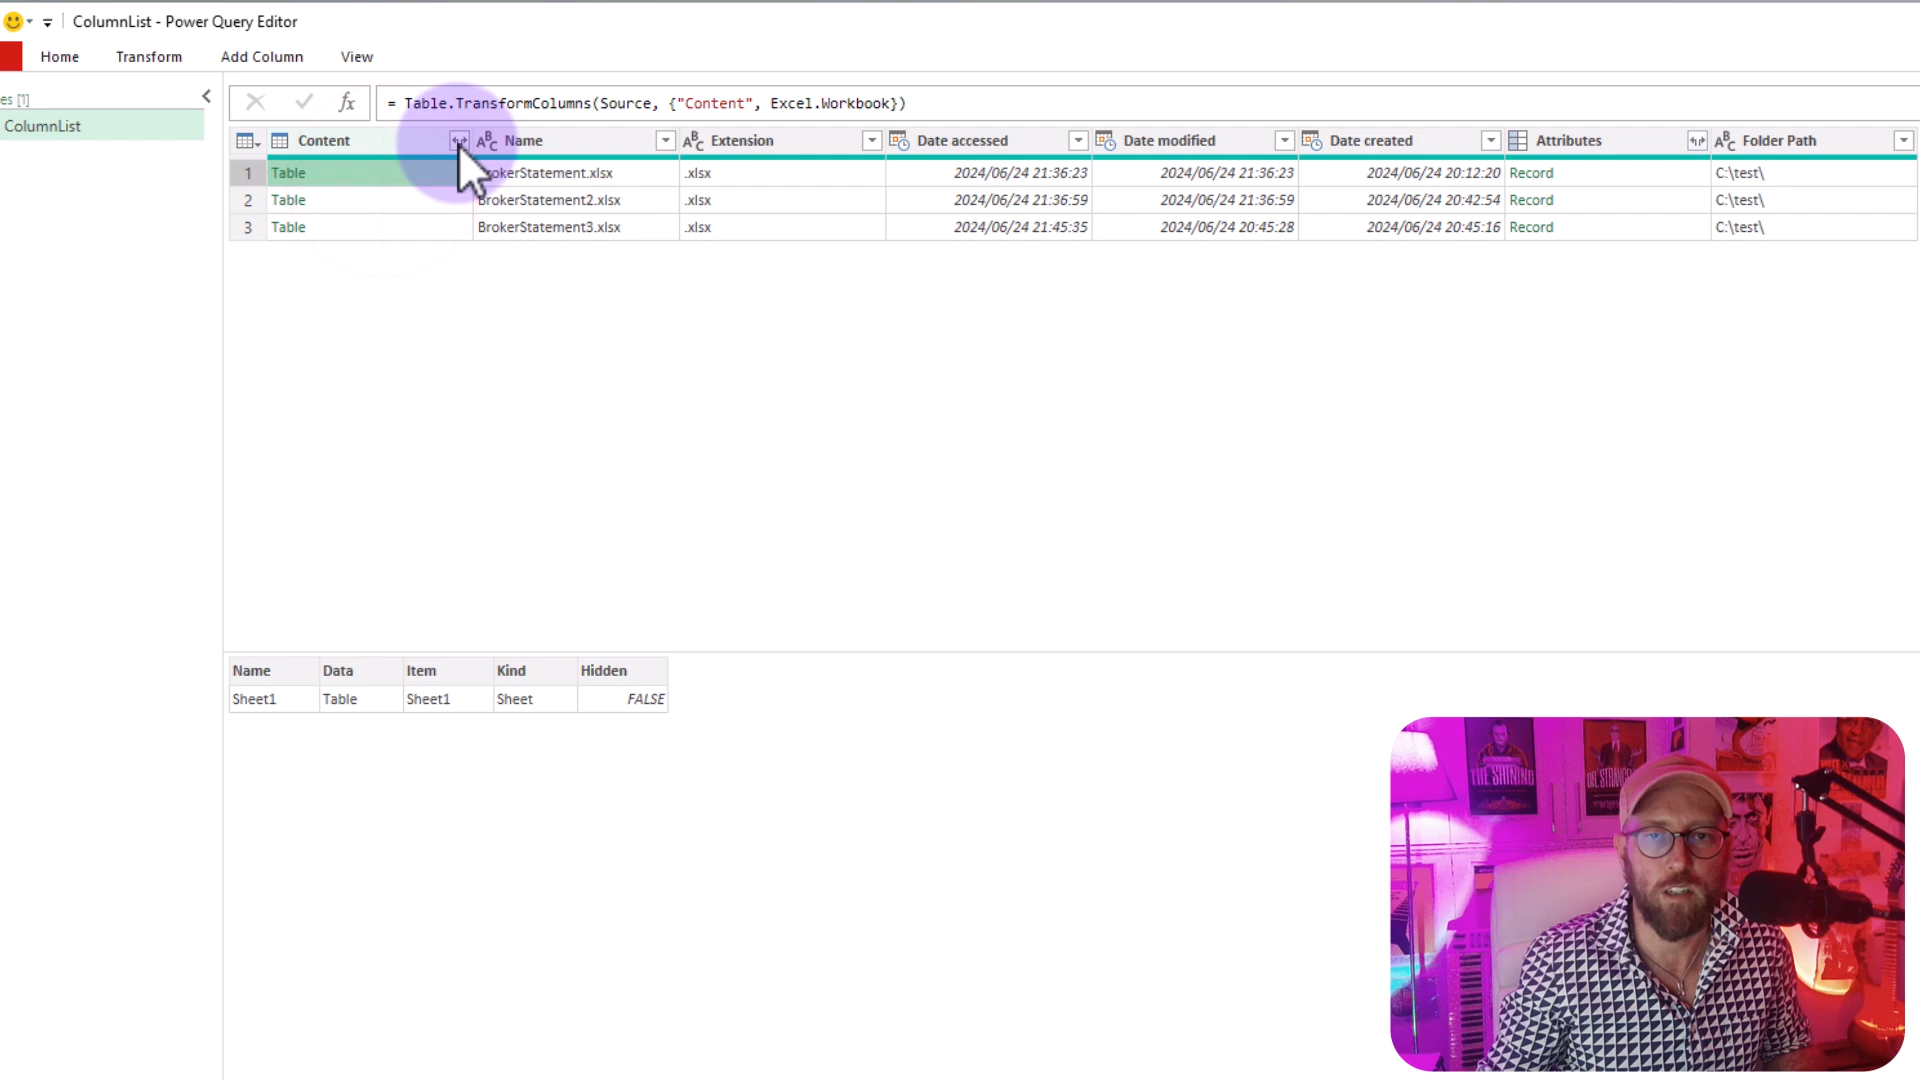 ColumnList - Power Query Editor
Home Transform Add Column View
es [1]
ColumnList
fx = Table.TransformColumns(Source, {"Content", Excel.Workbook})
Content ABC Name ABC Extension Date accessed Date modified Date created Attributes ABC Folder Path
1 Table rokerStatement.xlsx .xlsx 2024/06/24 21:36:23 2024/06/24 21:36:23 2024/06/24 20:12:20 Record C:\test\
2 Table BrokerStatement2.xlsx .xlsx 2024/06/24 21:36:59 2024/06/24 21:36:59 2024/06/24 20:42:54 Record C:\test\
3 Table BrokerStatement3.xlsx .xlsx 2024/06/24 21:45:35 2024/06/24 20:45:28 2024/06/24 20:45:16 Record C:\test\
Name Data Item Kind Hidden
Sheet1 Table Sheet1 Sheet FALSE
THE SHINING